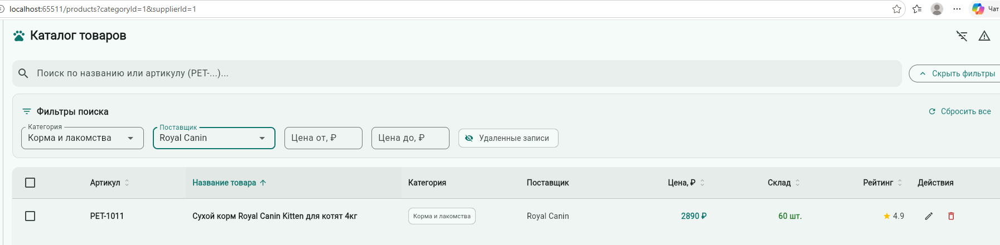 localhost:65511/products?categoryId=1&supplierId=1
Чат
Каталог товаров
Поиск по названию или артикулу (PET-...)...
Скрыть фильтры
Фильтры поиска
Сбросить все
Категория
Корма и лакомства
Поставщик
Royal Canin
Цена от, ₽
Цена до, ₽
Удаленные записи
Артикул
Название товара
Категория
Поставщик
Цена, ₽
Склад
Рейтинг
Действия
PET-1011
Сухой корм Royal Canin Kitten для котят 4кг
Корма и лакомства
Royal Canin
2890 ₽
60 шт.
4.9